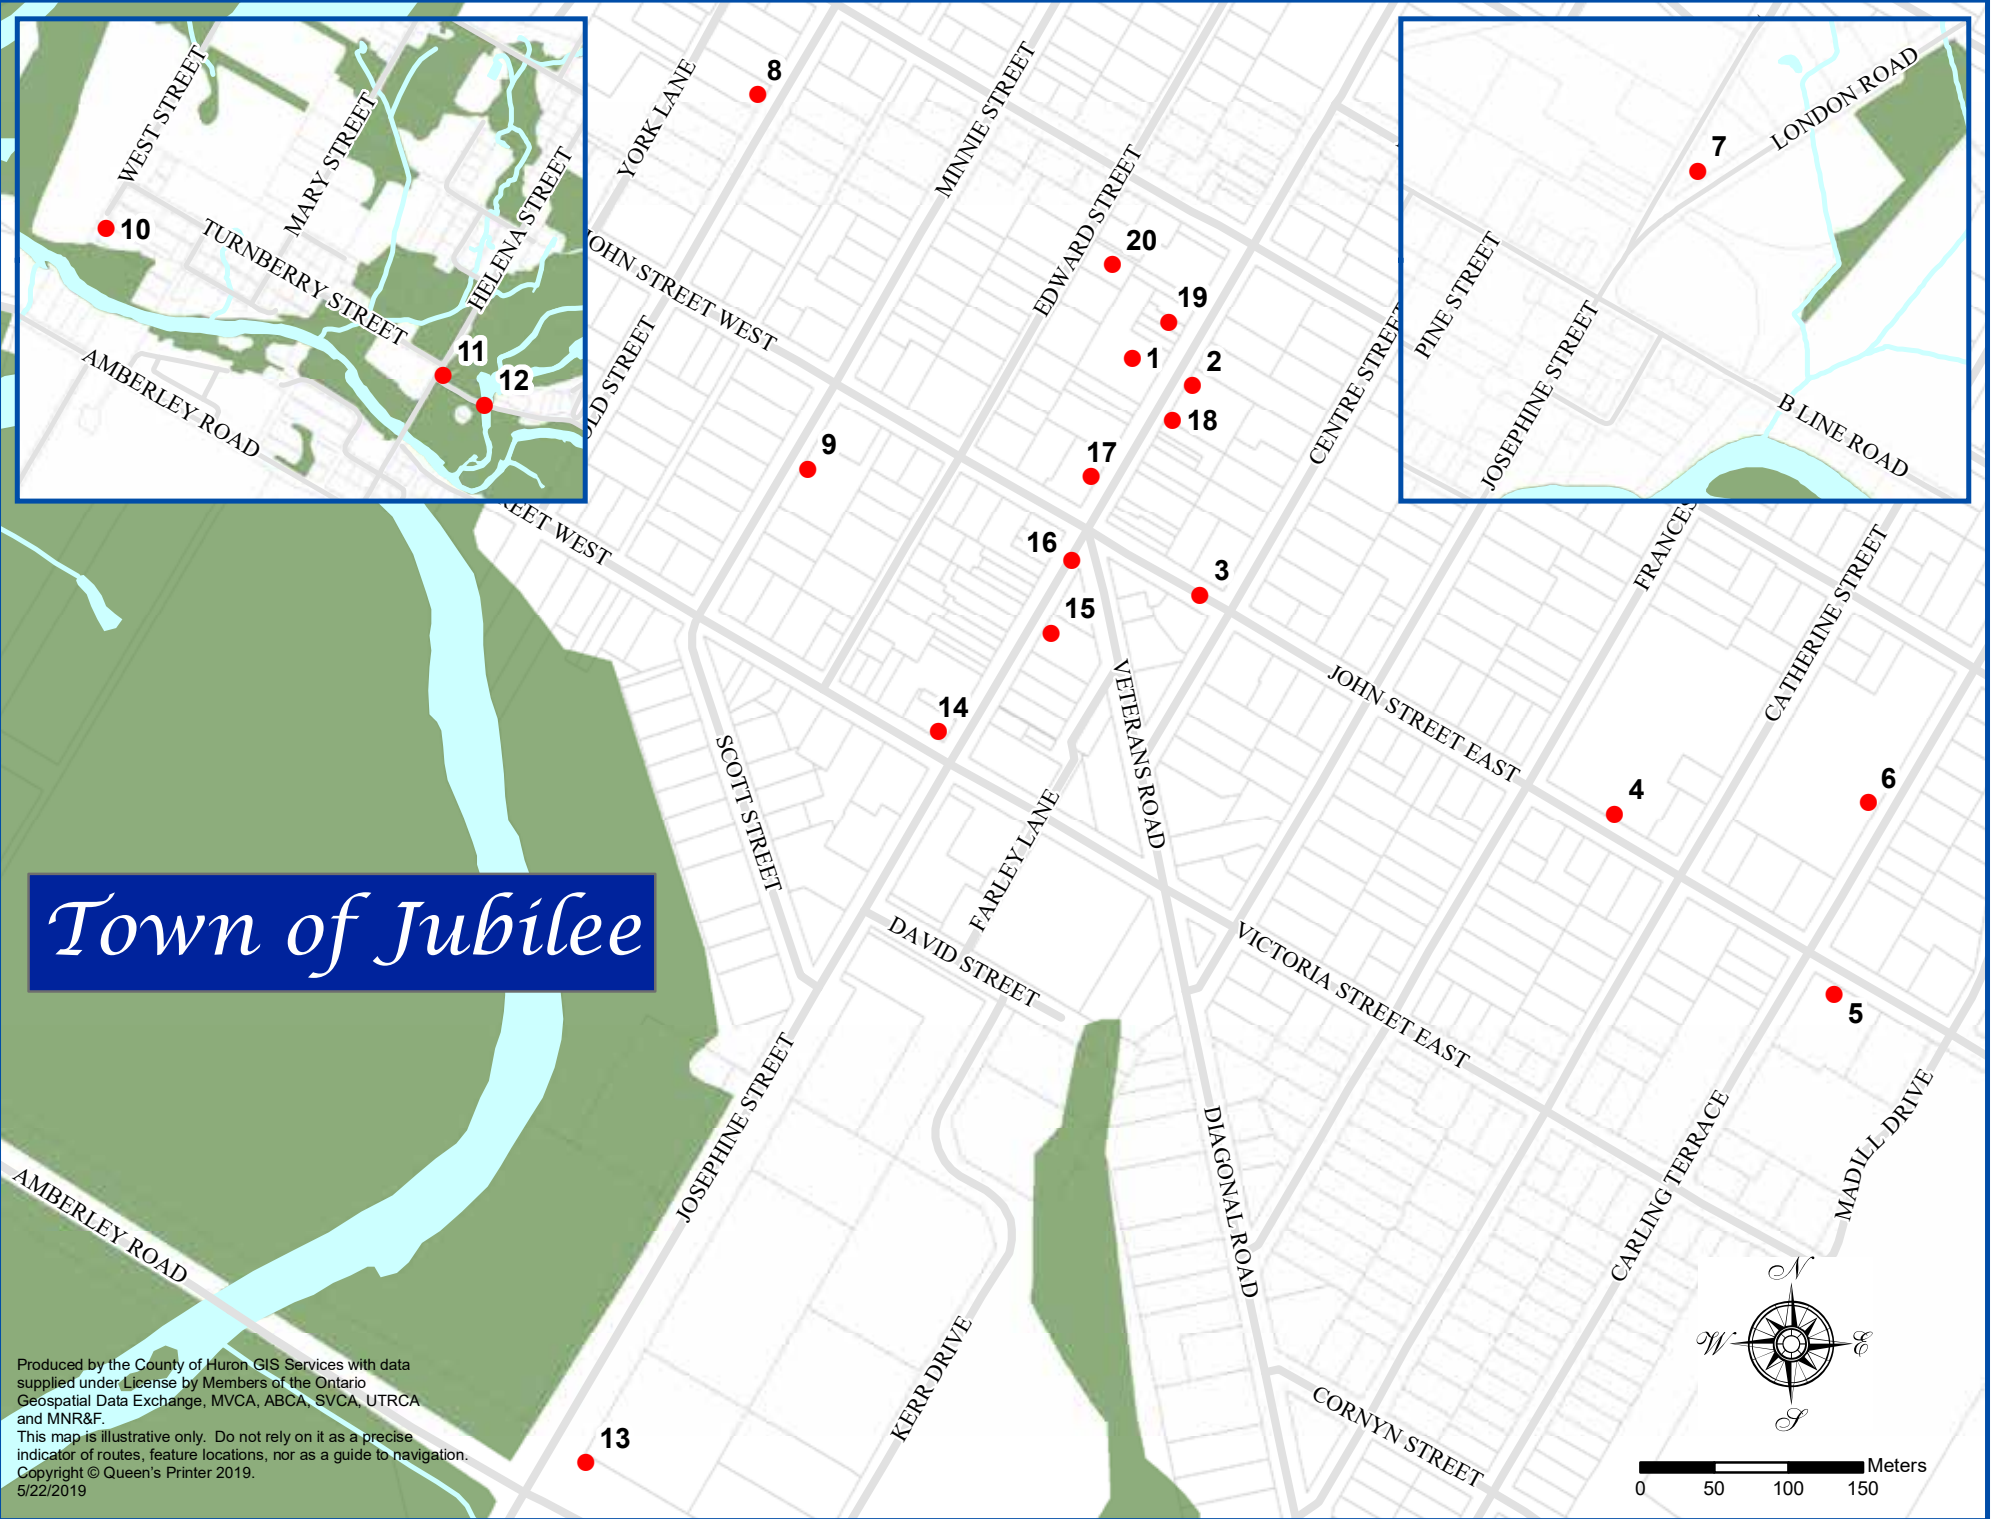 WEST STREET
MARY STREET
HELENA STREET
TURNBERRY STREET
AMBERLEY ROAD
10
11
12
YORK LANE
8
MINNIE STREET
EDWARD STREET
20
19
1
2
18
17
JOHN STREET WEST
OLD STREET
9
CENTRE STREET
7
LONDON ROAD
PINE STREET
JOSEPHINE STREET
B LINE ROAD
REET WEST
16
3
15
14
FRANCES
CATHERINE STREET
VETERANS ROAD
JOHN STREET EAST
4
6
5
SCOTT STREET
FARLEY LANE
DAVID STREET
VICTORIA STREET EAST
Town of Jubilee
JOSEPHINE STREET
DIAGONAL ROAD
CARLING TERRACE
MADILL DRIVE
AMBERLEY ROAD
KERR DRIVE
CORNYN STREET
13
N
W
E
S
Meters
0 50 100 150
Produced by the County of Huron GIS Services with data
supplied under License by Members of the Ontario
Geospatial Data Exchange, MVCA, ABCA, SVCA, UTRCA
and MNR&F.
This map is illustrative only. Do not rely on it as a precise
indicator of routes, feature locations, nor as a guide to navigation.
Copyright © Queen's Printer 2019.
5/22/2019